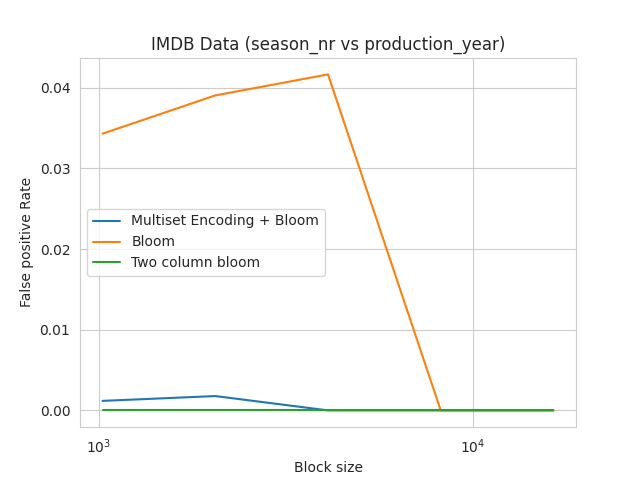 IMDB Data (season_nr vs production_year)
False positive Rate
0.04
0.03
0.02
0.01
0.00
Multiset Encoding + Bloom
Bloom
Two column bloom
10³
10⁴
Block size